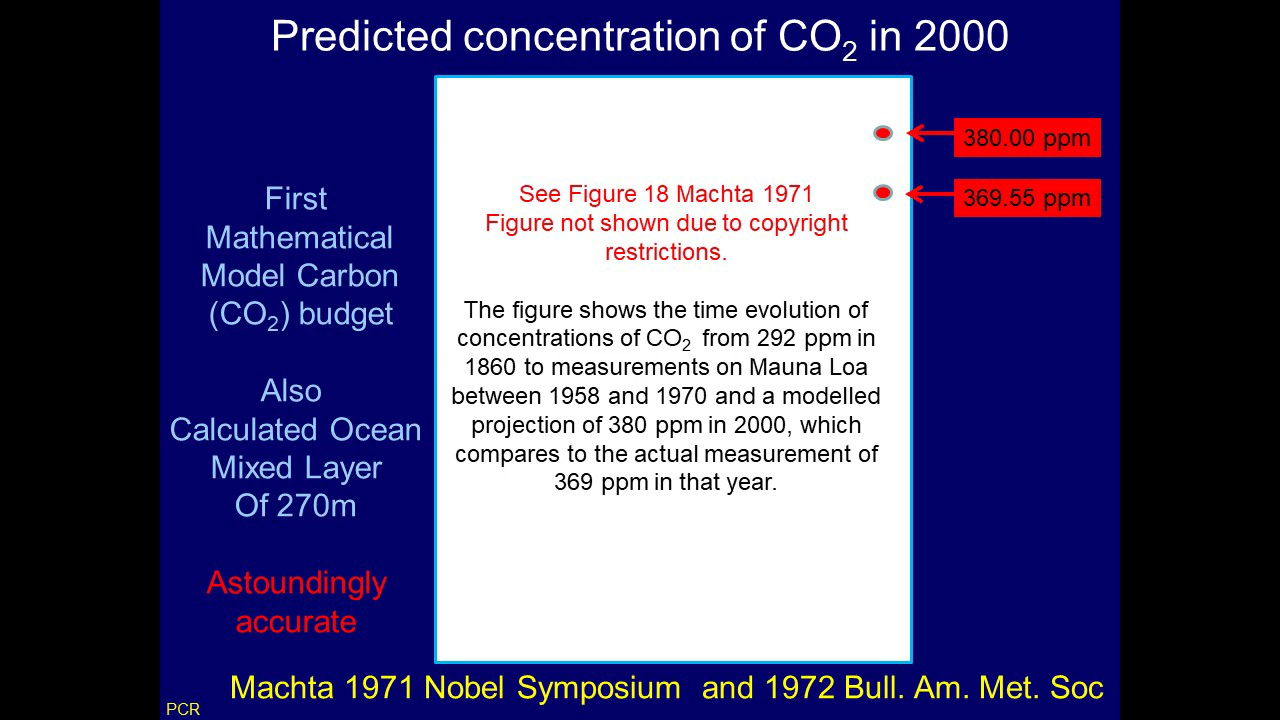 Predicted concentration of CO₂ in 2000
First
Mathematical
Model Carbon
(CO₂) budget
Also
Calculated Ocean
Mixed Layer
Of 270m
Astoundingly
accurate
See Figure 18 Machta 1971
Figure not shown due to copyright
restrictions.
The figure shows the time evolution of
concentrations of CO₂ from 292 ppm in
1860 to measurements on Mauna Loa
between 1958 and 1970 and a modelled
projection of 380 ppm in 2000, which
compares to the actual measurement of
369 ppm in that year.
380.00 ppm
369.55 ppm
Machta 1971 Nobel Symposium and 1972 Bull. Am. Met. Soc
PCR